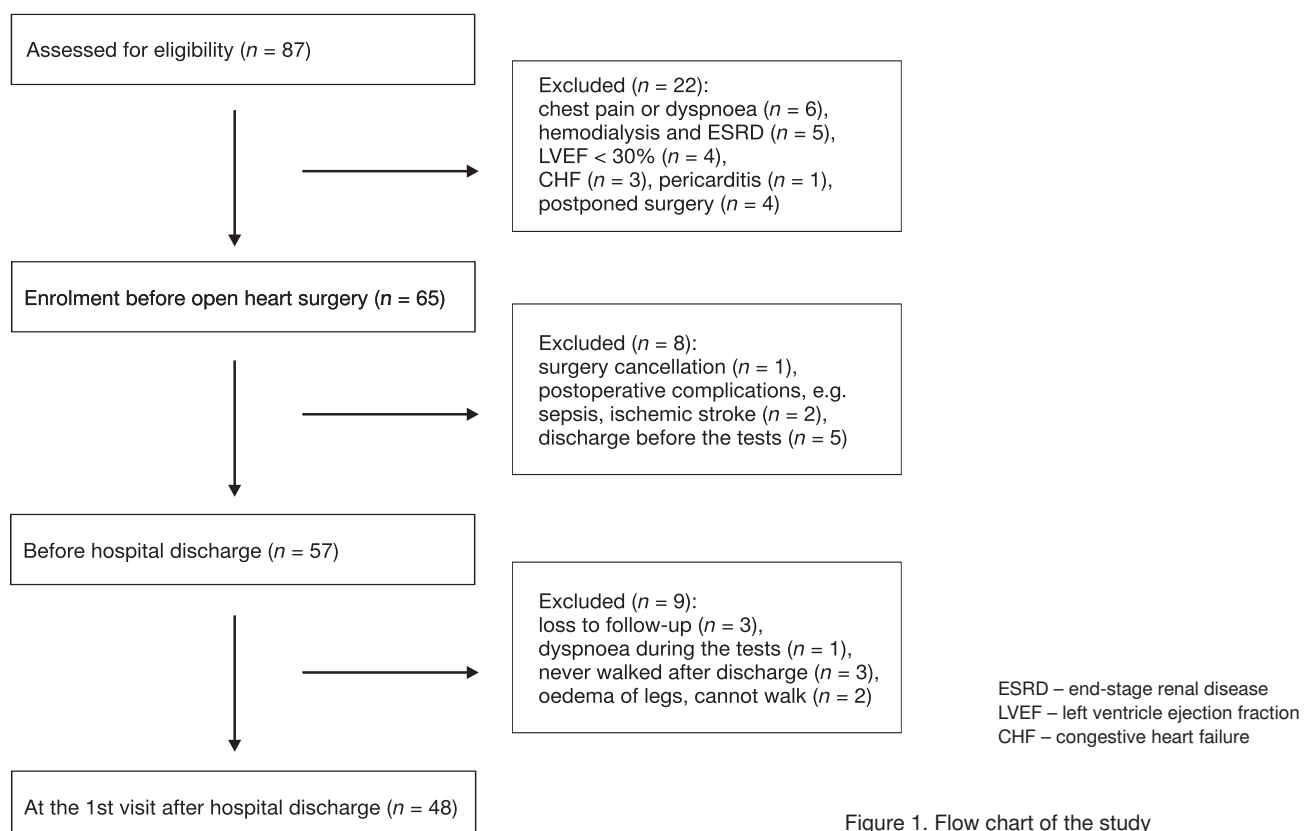 Assessed for eligibility (n = 87)
Excluded (n = 22):
chest pain or dyspnoea (n = 6),
hemodialysis and ESRD (n = 5),
LVEF < 30% (n = 4),
CHF (n = 3), pericarditis (n = 1),
postponed surgery (n = 4)
Enrolment before open heart surgery (n = 65)
Excluded (n = 8):
surgery cancellation (n = 1),
postoperative complications, e.g.
sepsis, ischemic stroke (n = 2),
discharge before the tests (n = 5)
Before hospital discharge (n = 57)
Excluded (n = 9):
loss to follow-up (n = 3),
dyspnoea during the tests (n = 1),
never walked after discharge (n = 3),
oedema of legs, cannot walk (n = 2)
ESRD – end-stage renal disease
LVEF – left ventricle ejection fraction
CHF – congestive heart failure
At the 1st visit after hospital discharge (n = 48)
Figure 1. Flow chart of the study